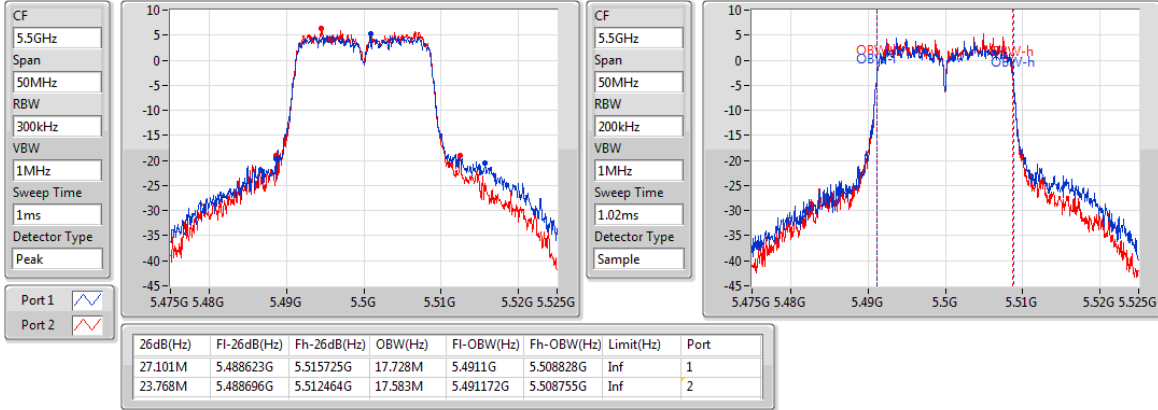 CF
5.5GHz
Span
50MHz
RBW
300kHz
VBW
1MHz
Sweep Time
1ms
Detector Type
Peak
Port 1
Port 2
10
5
0
-5
-10
-15
-20
-25
-30
-35
-40
-45
5.475G 5.48G 5.49G 5.5G 5.51G 5.52G 5.525G
CF
5.5GHz
Span
50MHz
RBW
200kHz
VBW
1MHz
Sweep Time
1.02ms
Detector Type
Sample
10
5
0
-5
-10
-15
-20
-25
-30
-35
-40
-45
OBW-h
OBW-h
5.475G 5.48G 5.49G 5.5G 5.51G 5.52G 5.525G
26dB(Hz) Fl-26dB(Hz) Fh-26dB(Hz) OBW(Hz) Fl-OBW(Hz) Fh-OBW(Hz) Limit(Hz) Port
27.101M 5.488623G 5.515725G 17.728M 5.4911G 5.508828G Inf 1
23.768M 5.488696G 5.512464G 17.583M 5.491172G 5.508755G Inf 2